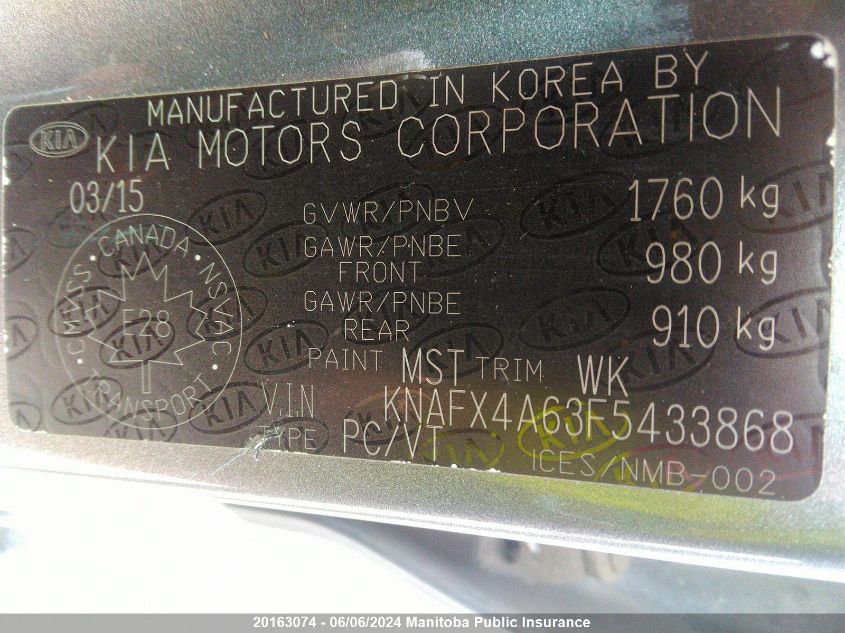 MANUFACTURED IN KOREA BY
KIA KIA MOTORS CORPORATION
03/15
GVWR/PNBV 1760 kg
GAWR/PNBE FRONT 980 kg
GAWR/PNBE REAR 910 kg
CANADA · NSVAC
F28
CMVSS
TRANSPORT
PAINT MST TRIM WK
V.I.N KNAFX4A63F5433868
TYPE PC/VT ICES/NMB-002
20163074 - 06/06/2024 Manitoba Public Insurance